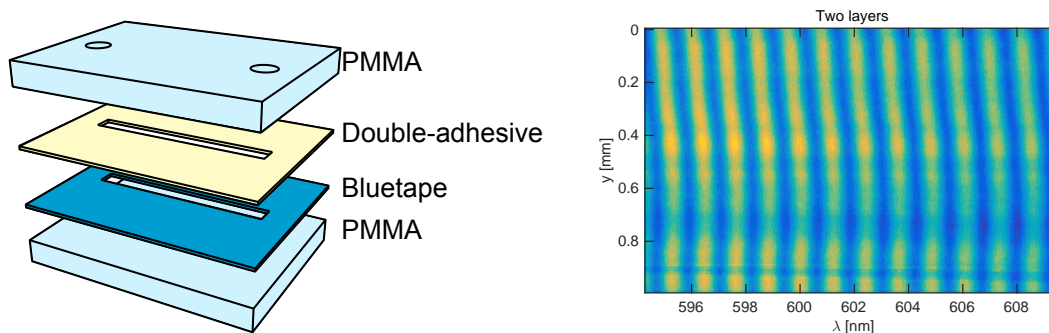 PMMA
Double-adhesive
Bluetape
PMMA
Two layers
0
0.2
0.4
0.6
0.8
y [mm]
596 598 600 602 604 606 608
λ [nm]